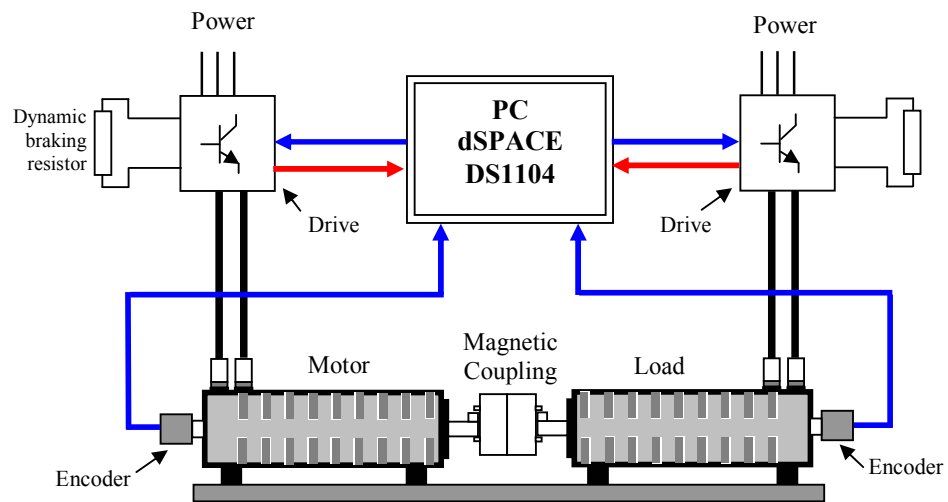 Power
Power
Dynamic
braking
resistor
PC
dSPACE
DS1104
Drive
Drive
Motor
Magnetic
Coupling
Load
Encoder
Encoder